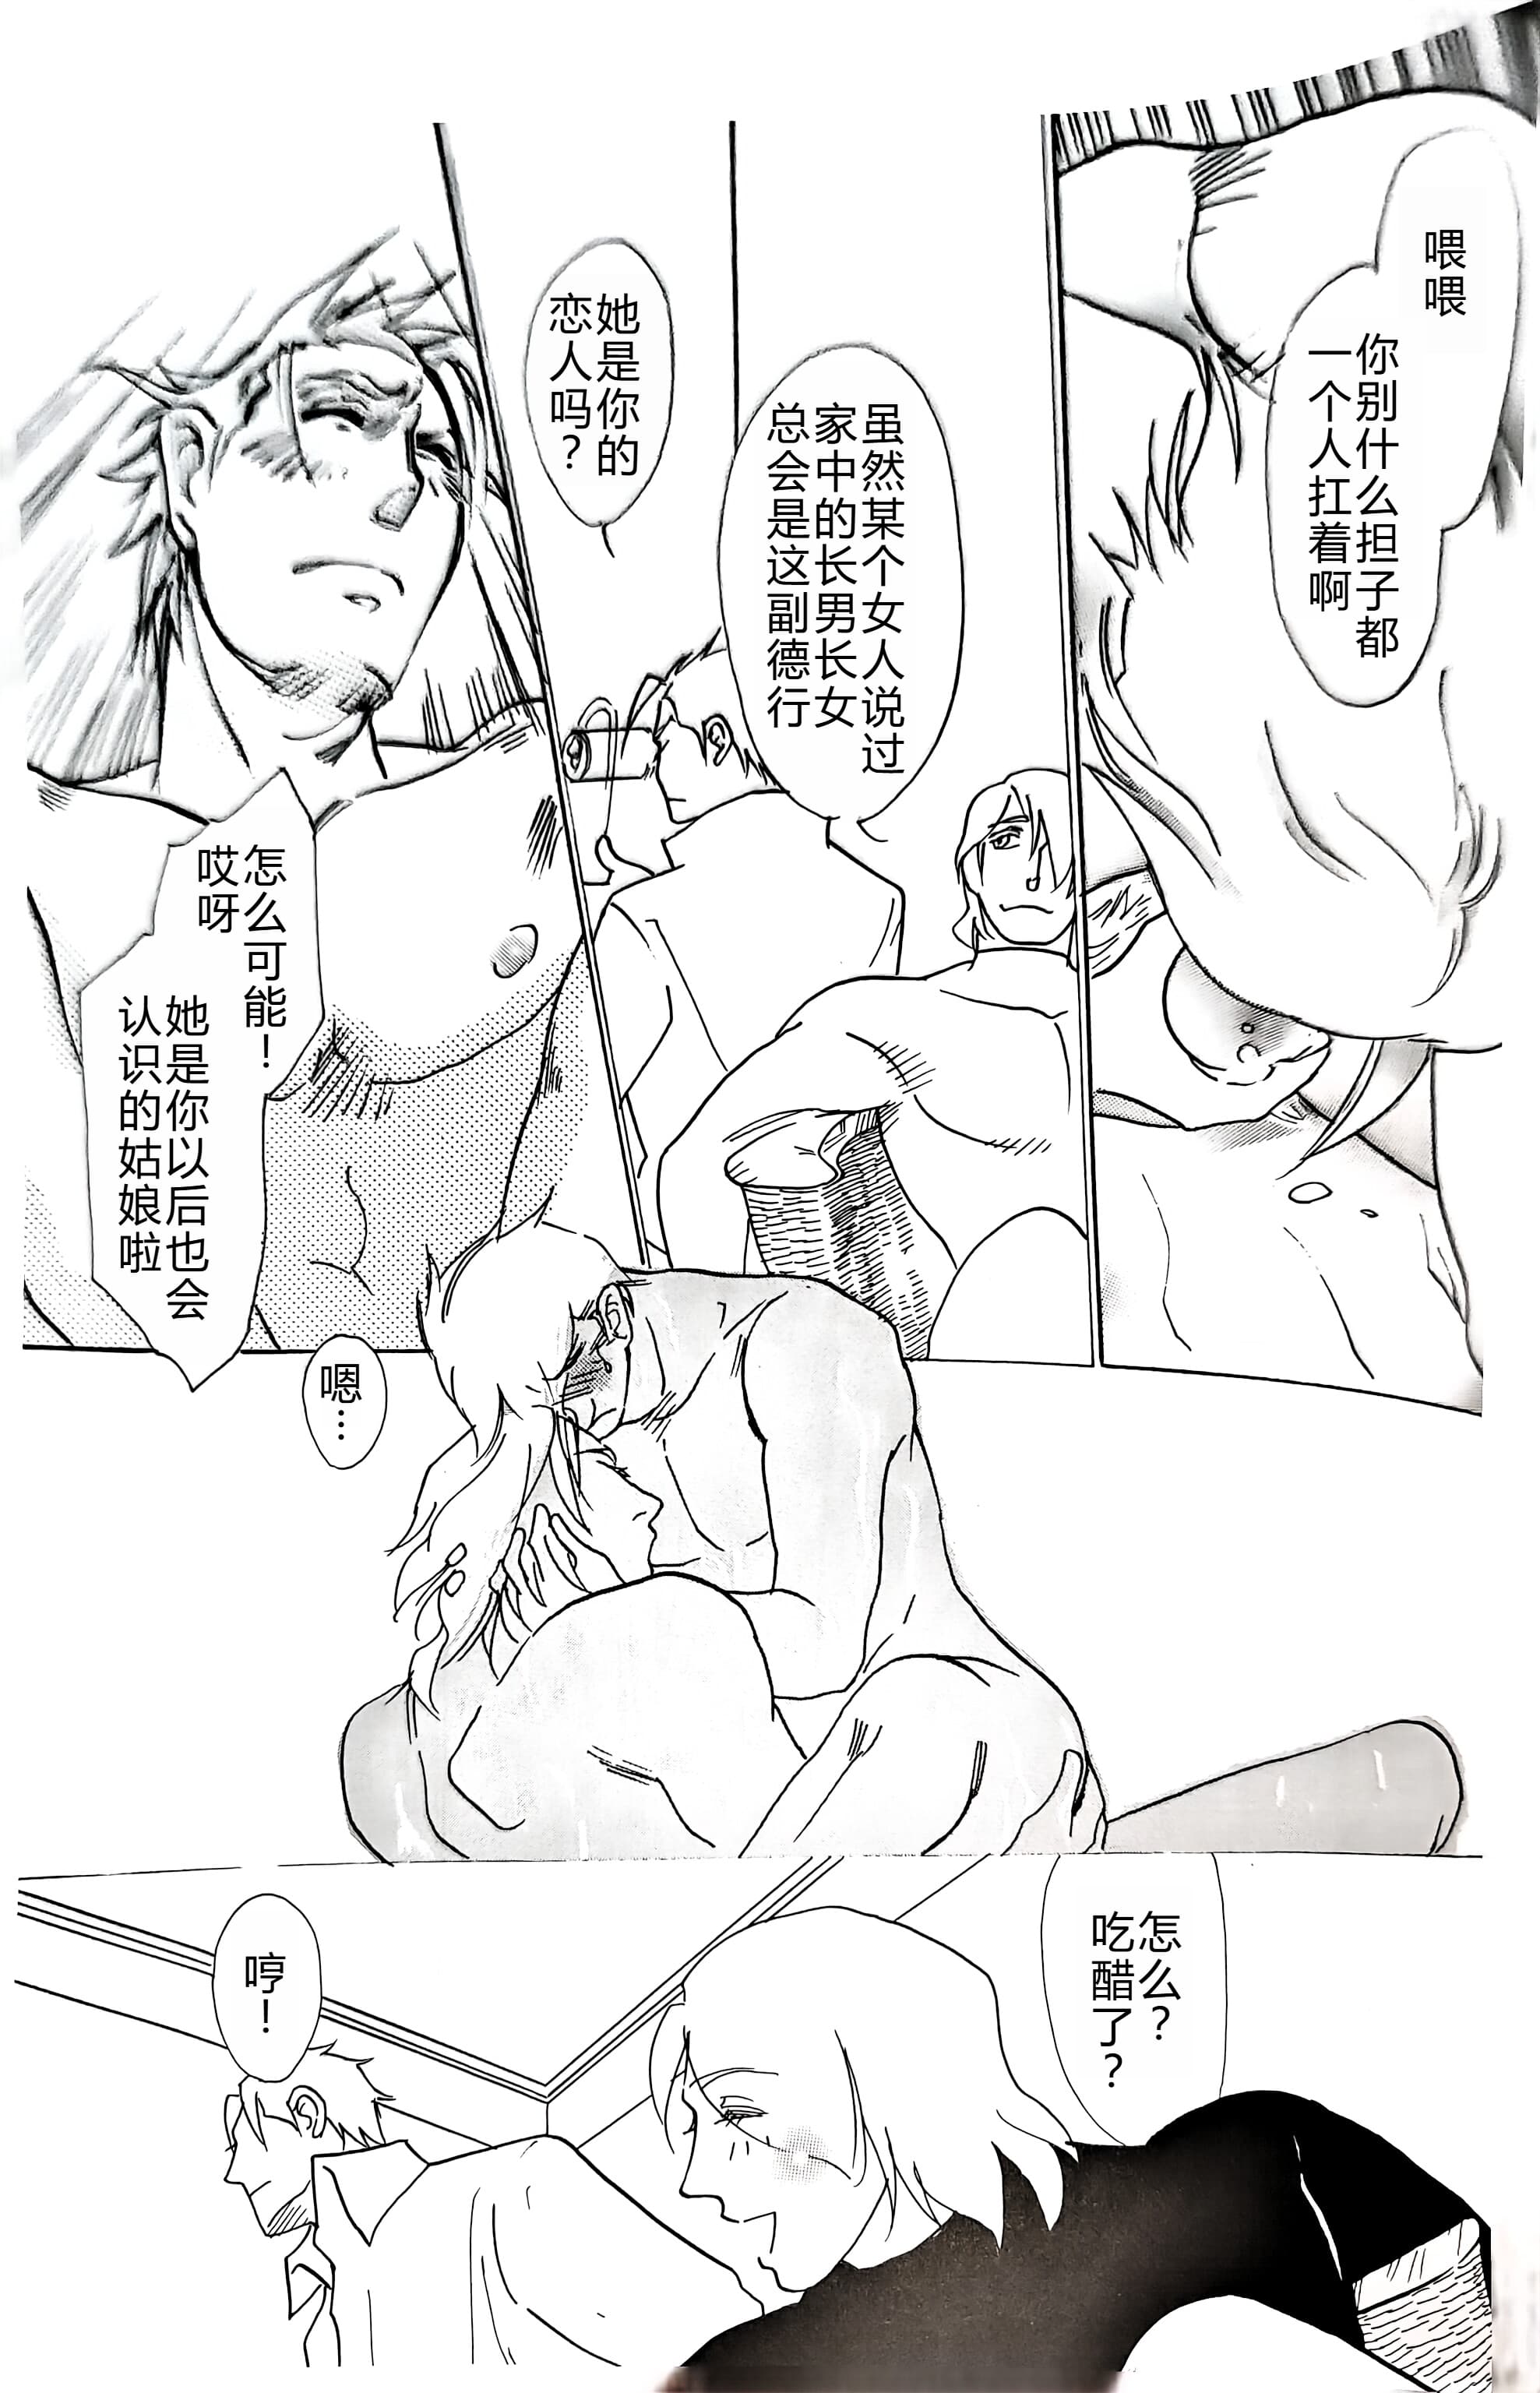 喂喂
你别什么担子都
一个人扛着啊
虽然某个女人说过
家中的长男长女
总会是这副德行
她是你的
恋人吗？
怎么可能！
哎呀
她是你以后也会
认识的姑娘啦
嗯…
怎么？
吃醋了？
哼！